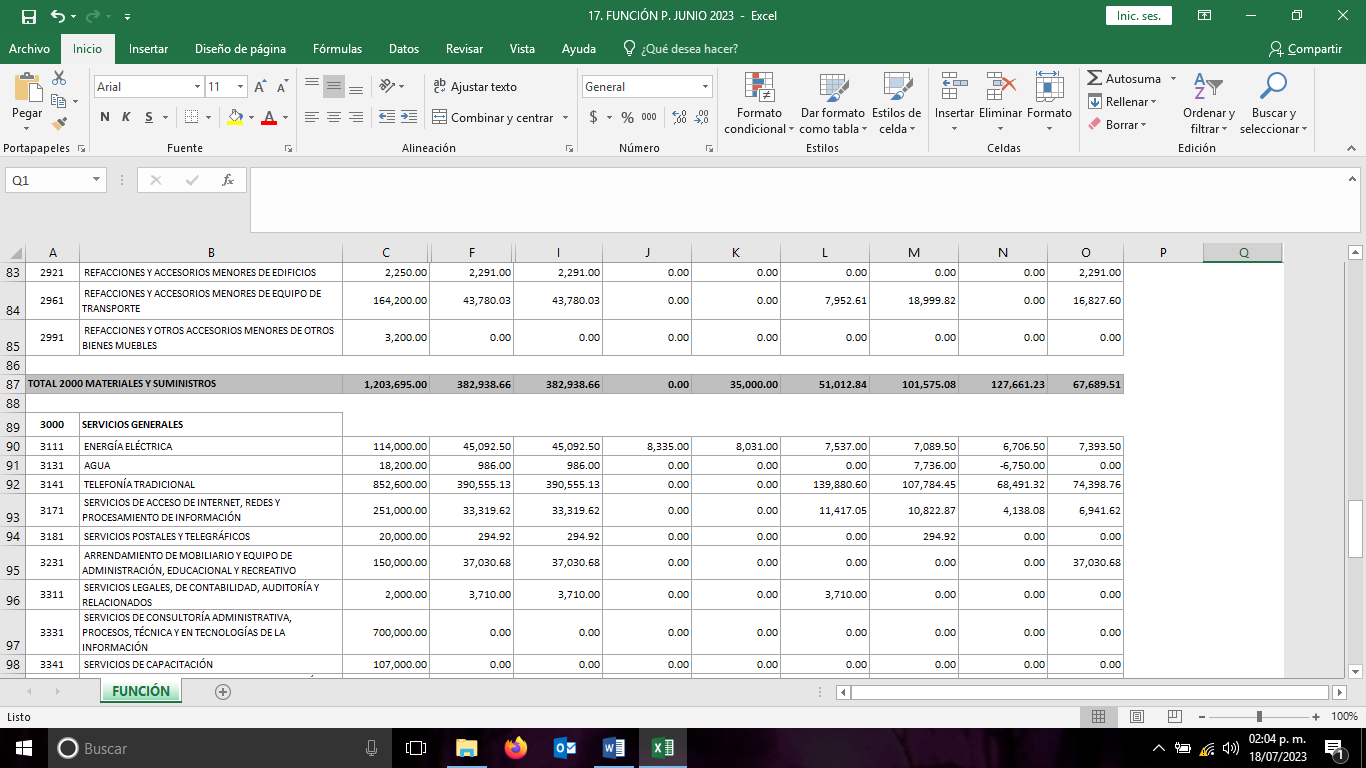 17. FUNCIÓN P. JUNIO 2023 - Excel
Inic. ses.
Archivo Inicio Insertar Diseño de página Fórmulas Datos Revisar Vista Ayuda ¿Qué desea hacer? Compartir
Pegar
Arial 11
N K S
Ajustar texto
Combinar y centrar
General
$ % 000
Formato condicional
Dar formato como tabla
Estilos de celda
Insertar Eliminar Formato
Autosuma
Rellenar
Borrar
Ordenar y filtrar
Buscar y seleccionar
Portapapeles Fuente Alineación Número Estilos Celdas Edición
Q1 fx
A B C F I J K L M N O P Q
83 2921 REFACCIONES Y ACCESORIOS MENORES DE EDIFICIOS 2,250.00 2,291.00 2,291.00 0.00 0.00 0.00 0.00 0.00 2,291.00
84 2961 REFACCIONES Y ACCESORIOS MENORES DE EQUIPO DE
TRANSPORTE 164,200.00 43,780.03 43,780.03 0.00 0.00 7,952.61 18,999.82 0.00 16,827.60
85 2991 REFACCIONES Y OTROS ACCESORIOS MENORES DE OTROS
BIENES MUEBLES 3,200.00 0.00 0.00 0.00 0.00 0.00 0.00 0.00 0.00
86
87 TOTAL 2000 MATERIALES Y SUMINISTROS 1,203,695.00 382,938.66 382,938.66 0.00 35,000.00 51,012.84 101,575.08 127,661.23 67,689.51
88
89 3000 SERVICIOS GENERALES
90 3111 ENERGÍA ELÉCTRICA 114,000.00 45,092.50 45,092.50 8,335.00 8,031.00 7,537.00 7,089.50 6,706.50 7,393.50
91 3131 AGUA 18,200.00 986.00 986.00 0.00 0.00 0.00 7,736.00 -6,750.00 0.00
92 3141 TELEFONÍA TRADICIONAL 852,600.00 390,555.13 390,555.13 0.00 0.00 139,880.60 107,784.45 68,491.32 74,398.76
93 3171 SERVICIOS DE ACCESO DE INTERNET, REDES Y
PROCESAMIENTO DE INFORMACIÓN 251,000.00 33,319.62 33,319.62 0.00 0.00 11,417.05 10,822.87 4,138.08 6,941.62
94 3181 SERVICIOS POSTALES Y TELEGRÁFICOS 20,000.00 294.92 294.92 0.00 0.00 0.00 294.92 0.00 0.00
95 3231 ARRENDAMIENTO DE MOBILIARIO Y EQUIPO DE
ADMINISTRACIÓN, EDUCACIONAL Y RECREATIVO 150,000.00 37,030.68 37,030.68 0.00 0.00 0.00 0.00 0.00 37,030.68
96 3311 SERVICIOS LEGALES, DE CONTABILIDAD, AUDITORÍA Y
RELACIONADOS 2,000.00 3,710.00 3,710.00 0.00 0.00 3,710.00 0.00 0.00 0.00
97 3331 SERVICIOS DE CONSULTORÍA ADMINISTRATIVA,
PROCESOS, TÉCNICA Y EN TECNOLOGÍAS DE LA
INFORMACIÓN 700,000.00 0.00 0.00 0.00 0.00 0.00 0.00 0.00 0.00
98 3341 SERVICIOS DE CAPACITACIÓN 107,000.00 0.00 0.00 0.00 0.00 0.00 0.00 0.00 0.00
FUNCIÓN
Listo 100%
Buscar
02:04 p. m.
18/07/2023
1